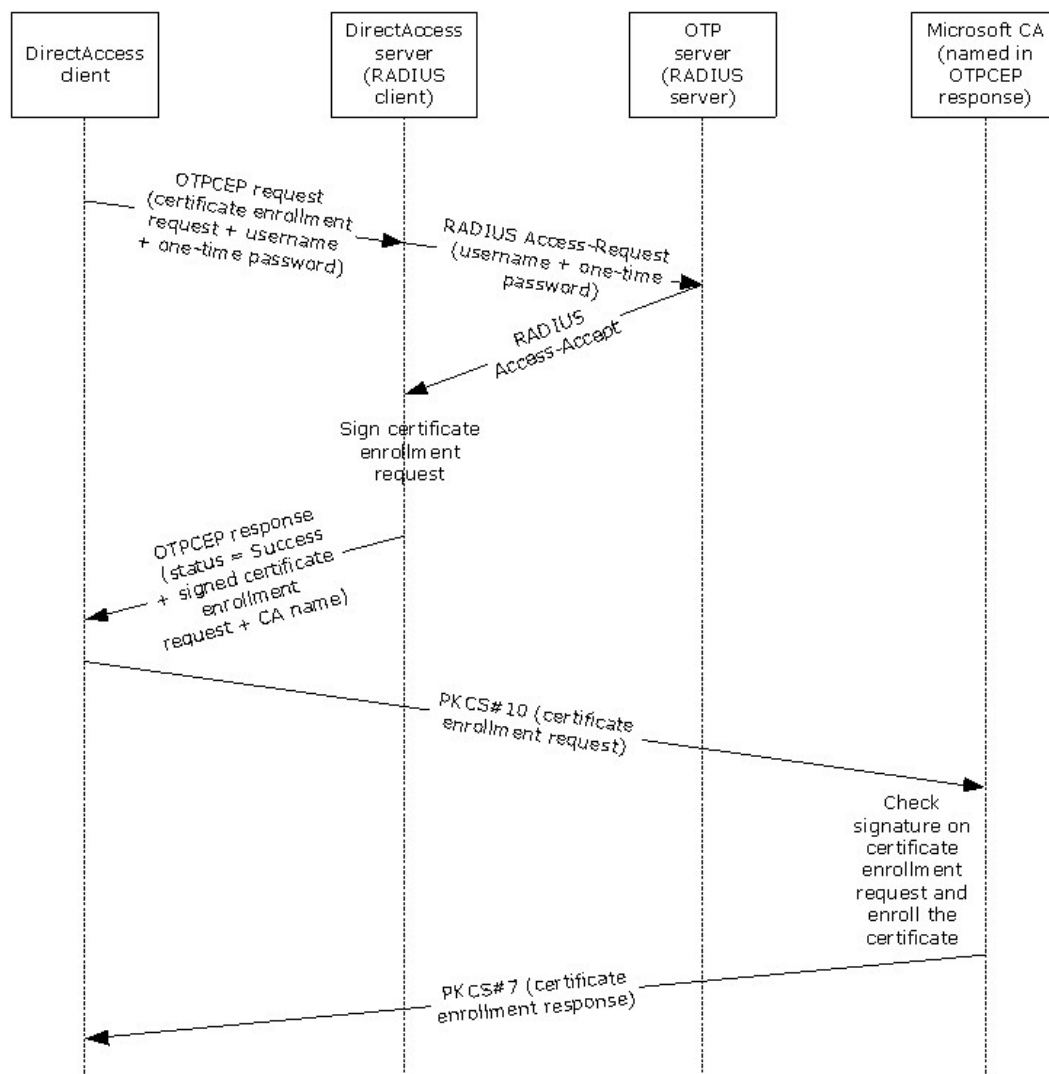 DirectAccess
client
DirectAccess
server
(RADIUS
client)
OTP
server
(RADIUS
server)
Microsoft CA
(named in
OTPCEP
response)
OTPCEP request
(certificate enrollment
request + username
+ one-time password)
RADIUS Access-Request
(username + one-time
password)
RADIUS
Access-Accept
Sign certificate
enrollment
request
OTPCEP response
(status = Success
+ signed certificate
enrollment
request + CA name)
PKCS#10 (certificate
enrollment request)
Check
signature on
certificate
enrollment
request and
enroll the
certificate
PKCS#7 (certificate
enrollment response)